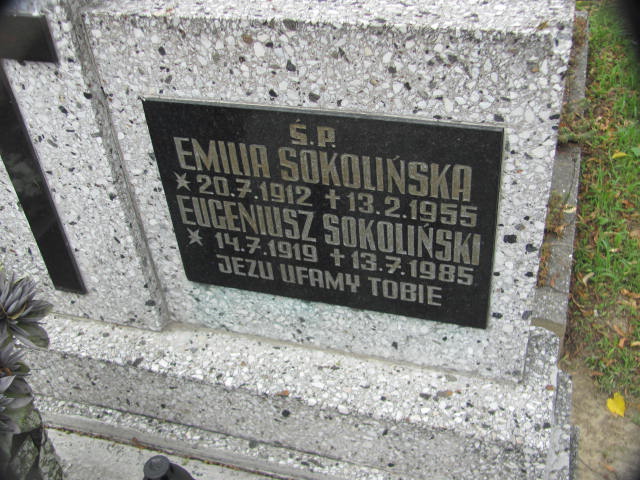 Ś.P.
EMILIA SOKOLIŃSKA
* 20.7.1912 † 13.2.1955
EUGENIUSZ SOKOLIŃSKI
* 14.7.1919 † 13.7.1985
JEZU UFAMY TOBIE